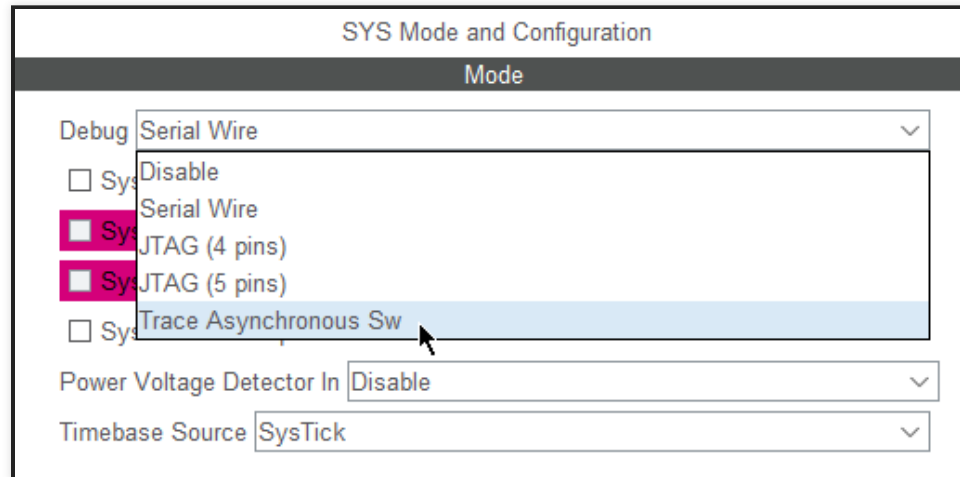 SYS Mode and Configuration
Mode
Debug Serial Wire
Disable
Serial Wire
JTAG (4 pins)
JTAG (5 pins)
Trace Asynchronous Sw
Power Voltage Detector In Disable
Timebase Source SysTick